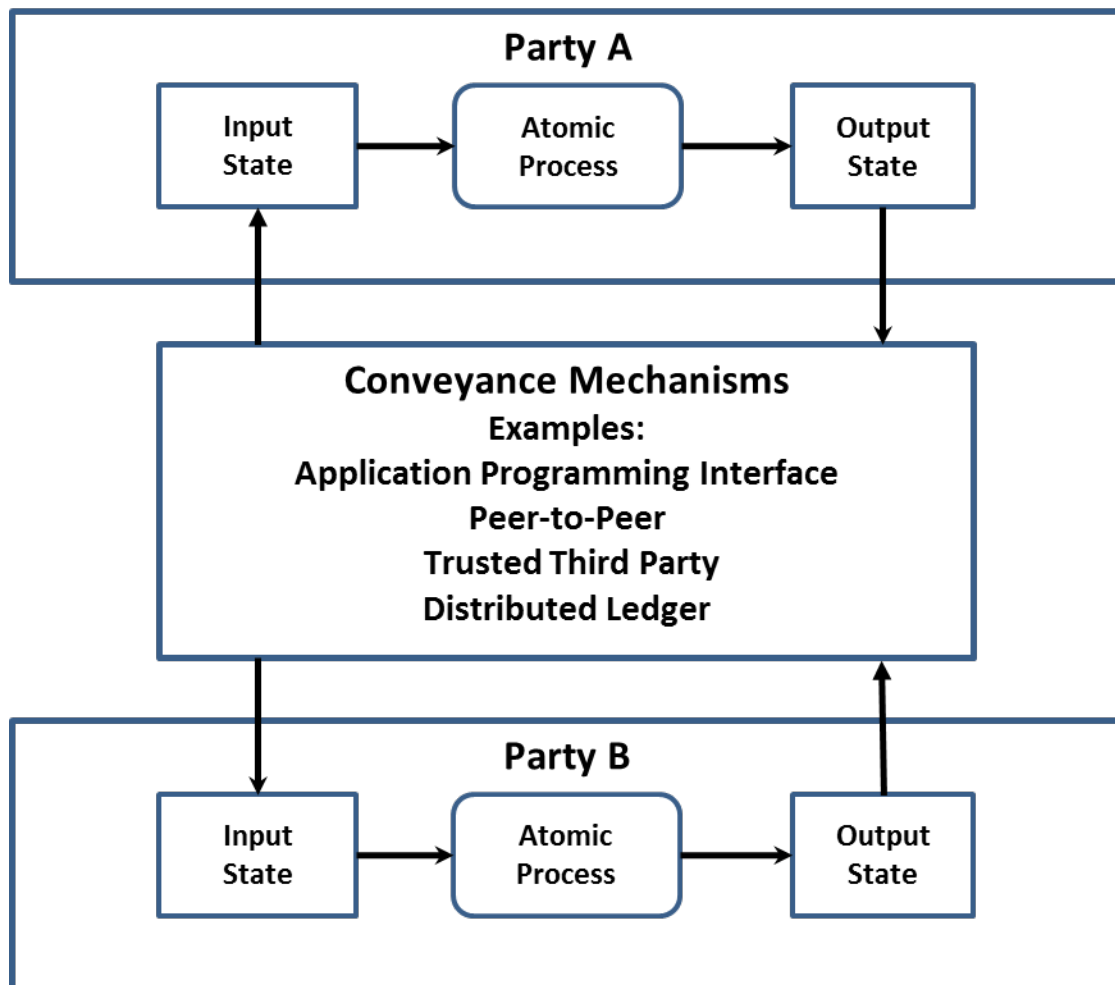 Party A
Input
State
Atomic
Process
Output
State
Conveyance Mechanisms
Examples:
Application Programming Interface
Peer-to-Peer
Trusted Third Party
Distributed Ledger
Party B
Input
State
Atomic
Process
Output
State